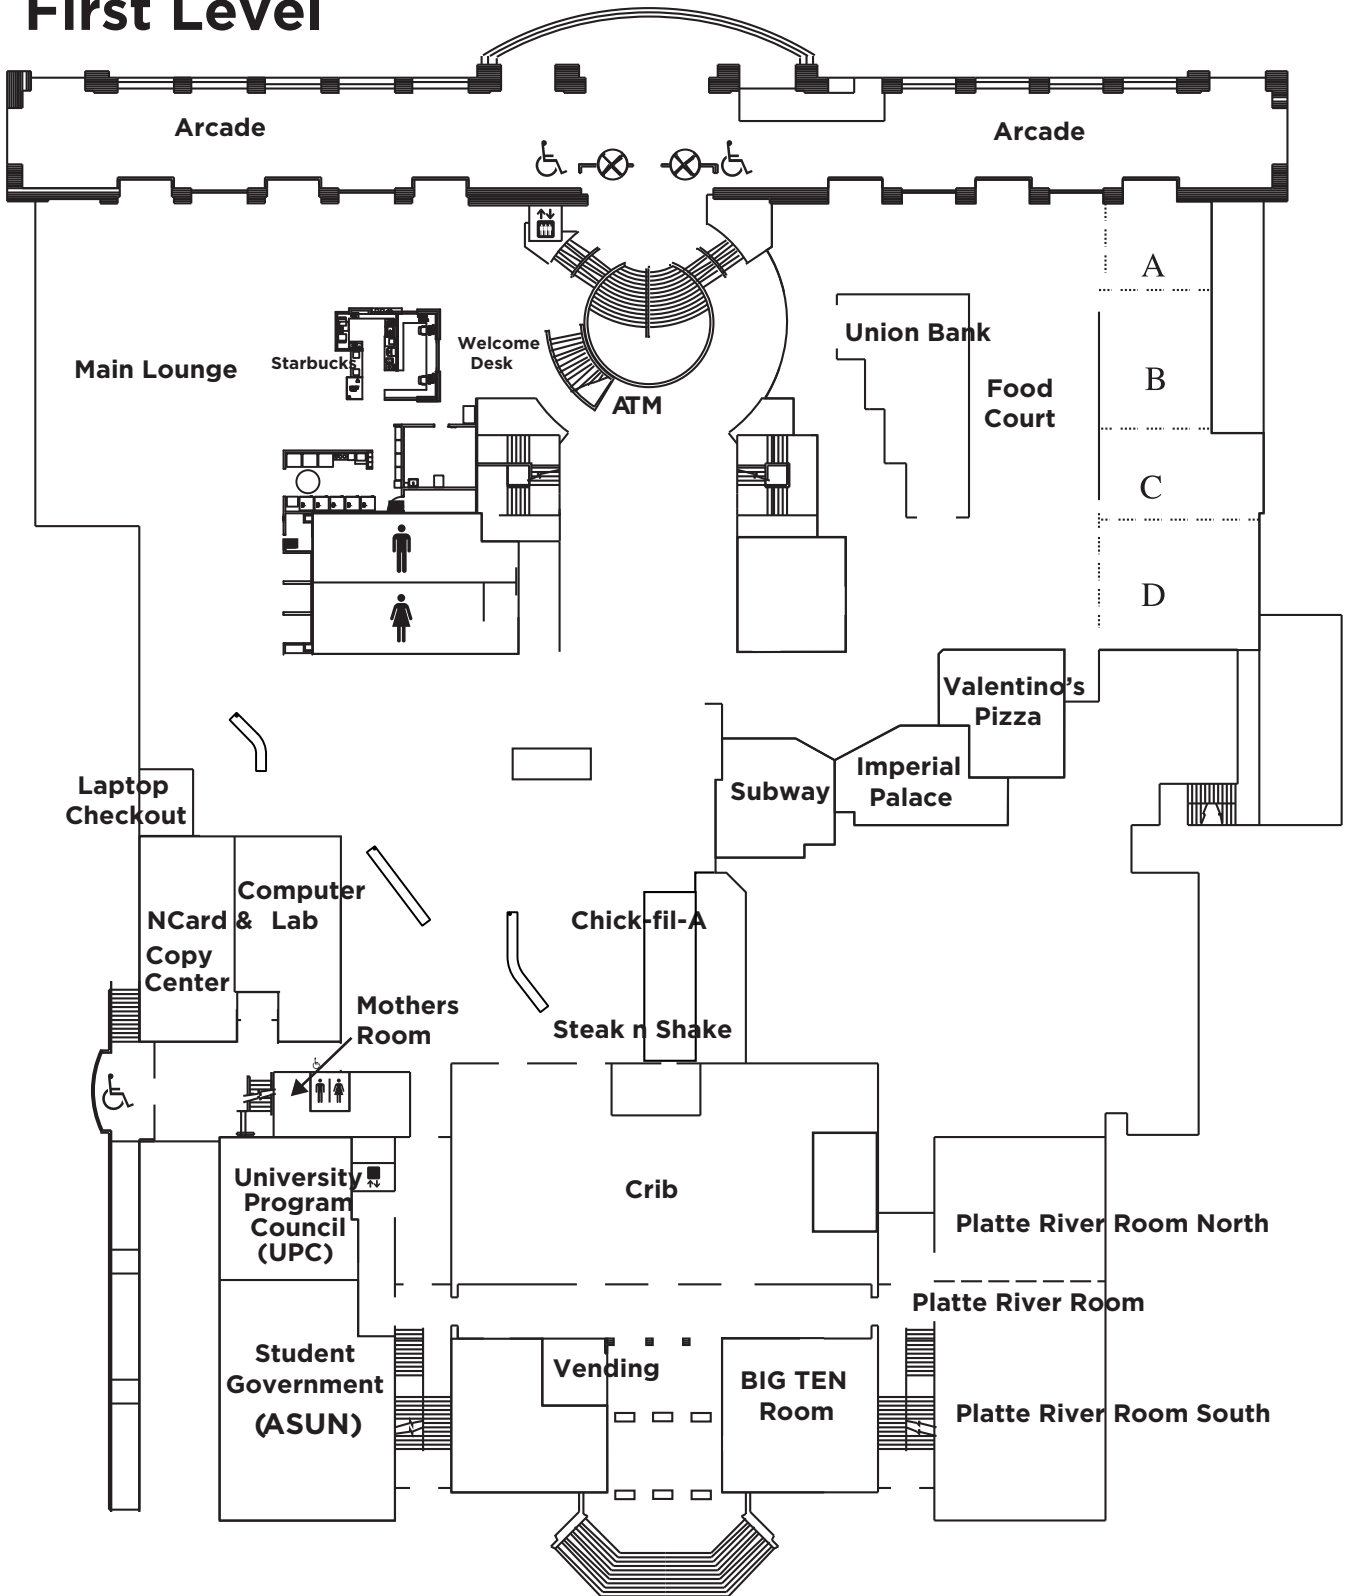 First Level
Arcade
Arcade
A
Union Bank
Welcome
Desk
Starbucks
Main Lounge
B
Food
Court
ATM
C
D
Valentino's
Pizza
Imperial
Palace
Subway
Laptop
Checkout
Computer
NCard & Lab
Copy
Center
Chick-fil-A
Mothers
Room
Steak n Shake
University
Program
Council
(UPC)
Crib
Platte River Room North
Platte River Room
Student
Government
(ASUN)
Vending
BIG TEN
Room
Platte River Room South